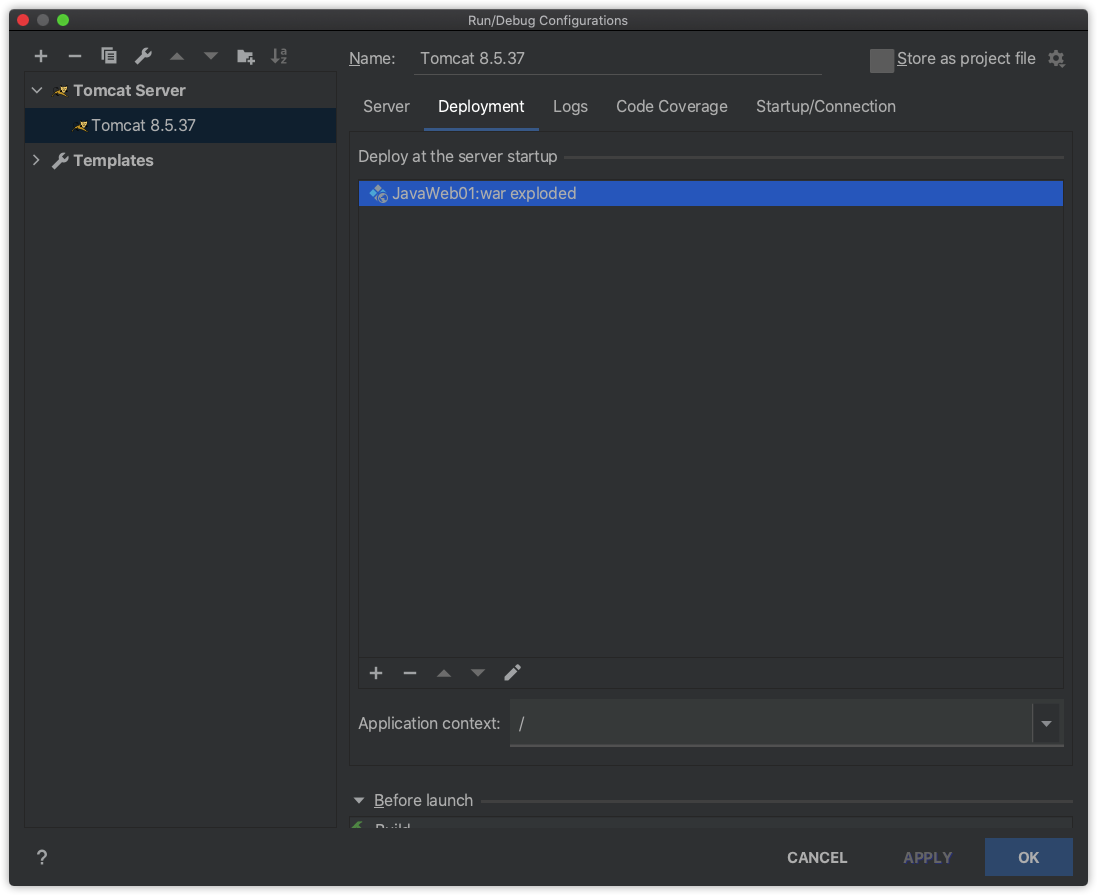 Run/Debug Configurations
Name: Tomcat 8.5.37
Store as project file
Tomcat Server
Tomcat 8.5.37
Templates
Server Deployment Logs Code Coverage Startup/Connection
Deploy at the server startup
JavaWeb01:war exploded
Application context: /
Before launch
Build
? CANCEL APPLY OK